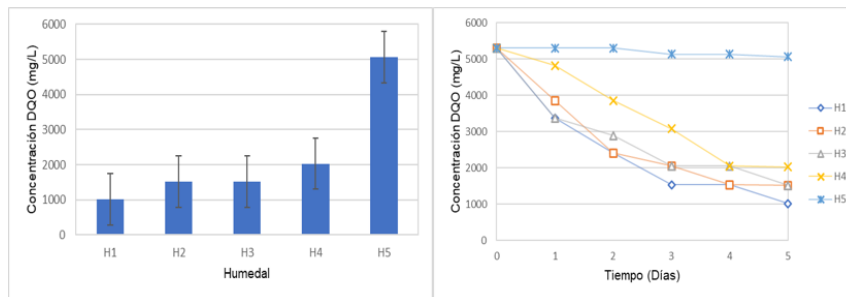 Concentración DQO (mg/L)
6000
5000
4000
3000
2000
1000
0
H1 H2 H3 H4 H5
Humedal
Concentración DQO (mg/L)
6000
5000
4000
3000
2000
1000
0
0 1 2 3 4 5
Tiempo (Días)
H1
H2
H3
H4
H5